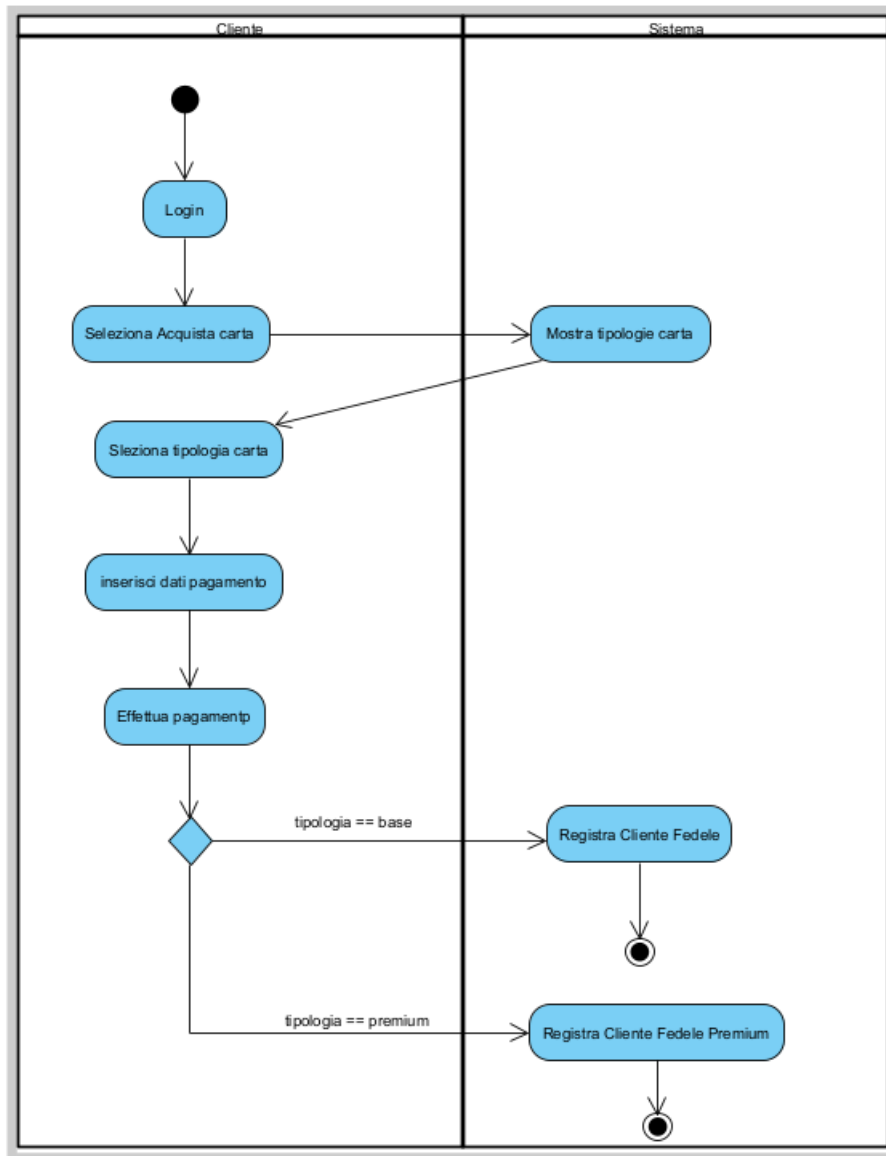 Cliente
Sistema
Login
Seleziona Acquista carta
Mostra tipologie carta
Sleziona tipologia carta
inserisci dati pagamento
Effettua pagamentp
tipologia == base
Registra Cliente Fedele
tipologia == premium
Registra Cliente Fedele Premium